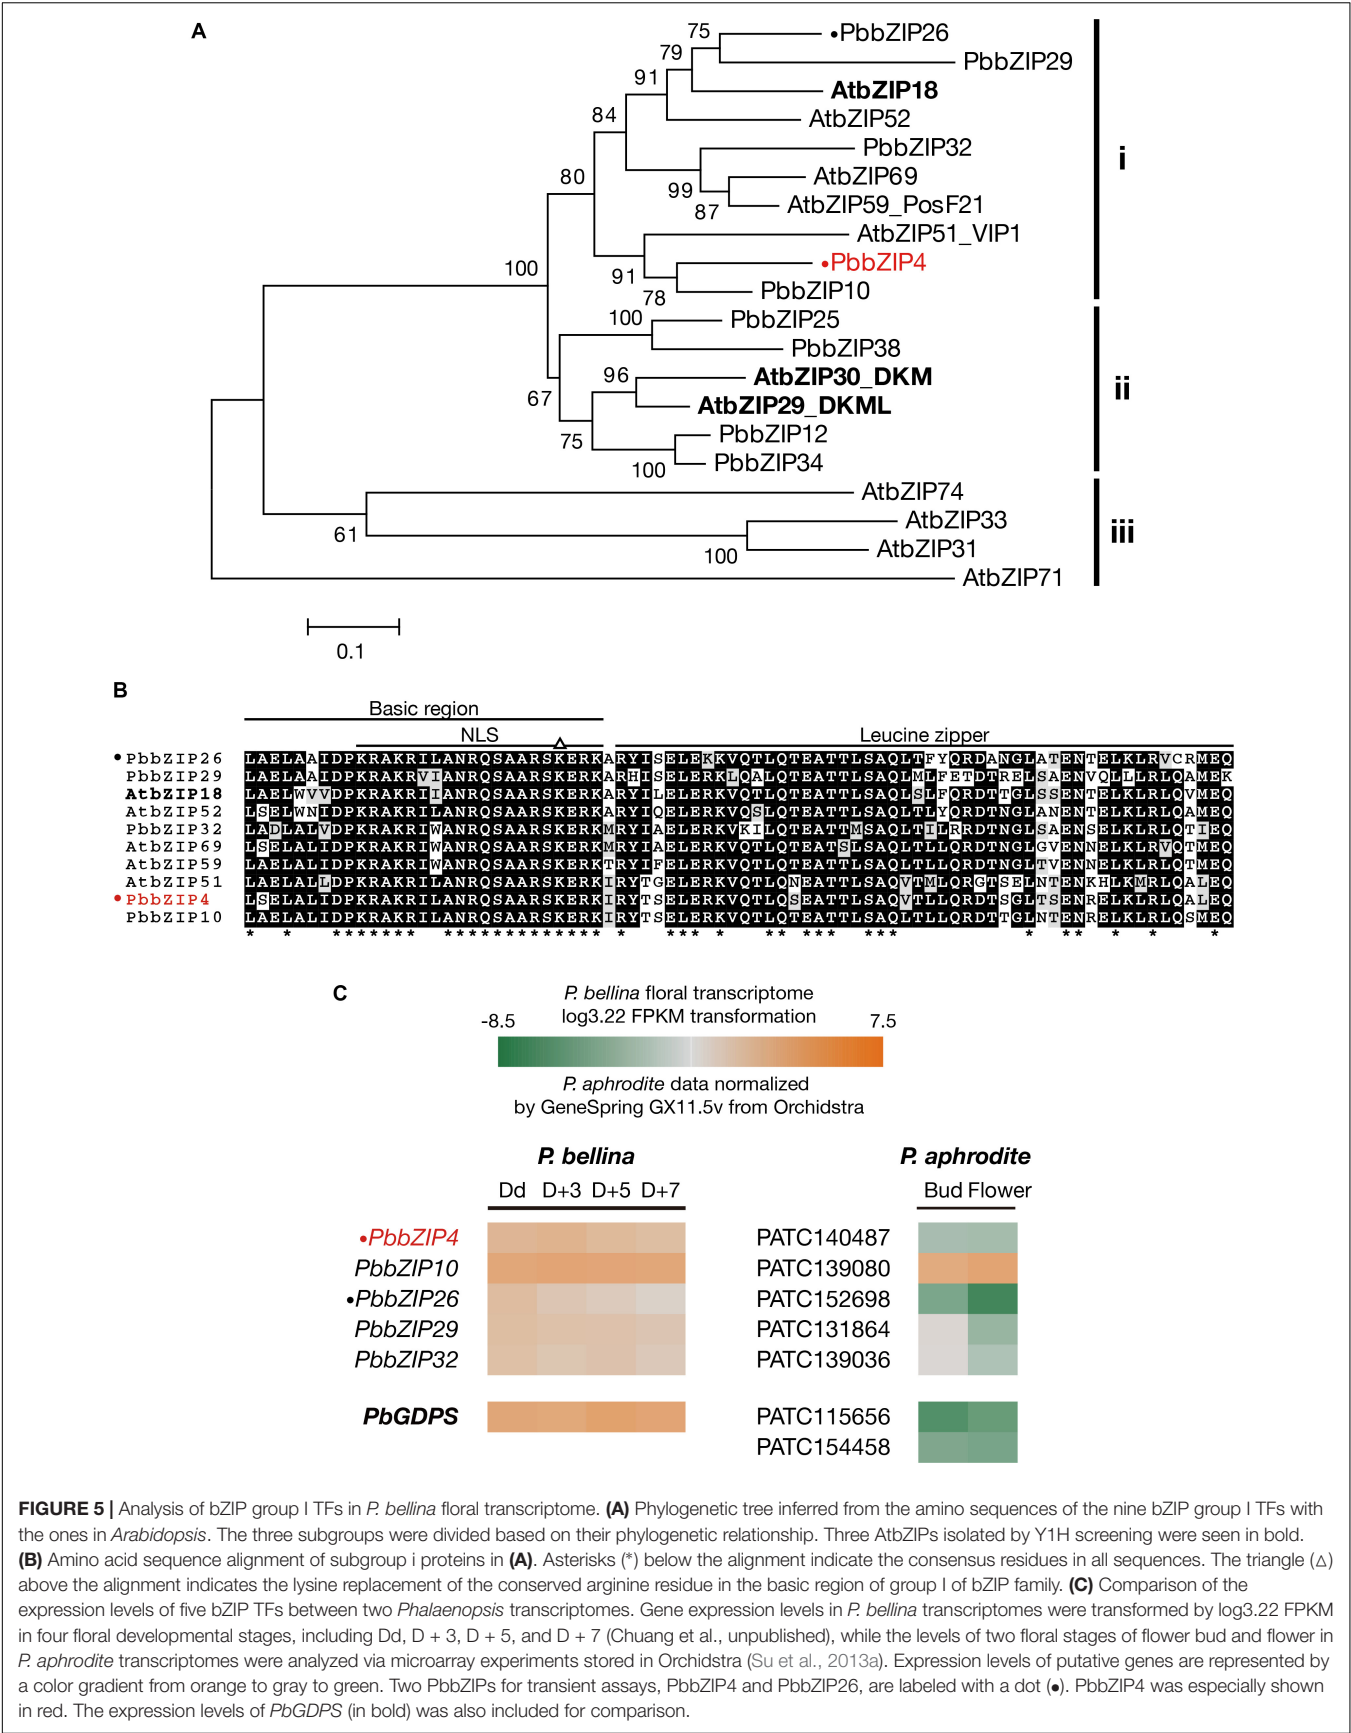 A
75
•PbbZIP26
PbbZIP29
79
91
AtbZIP18
AtbZIP52
84
PbbZIP32
80
99
AtbZIP69
87
AtbZIP59_PosF21
AtbZIP51_VIP1
100
91
•PbbZIP4
78
PbbZIP10
i
100
PbbZIP25
PbbZIP38
96
AtbZIP30_DKM
67
AtbZIP29_DKML
75
PbbZIP12
100
PbbZIP34
ii
AtbZIP74
61
AtbZIP33
100
AtbZIP31
iii
AtbZIP71
0.1
B
Basic region
NLS △
Leucine zipper
•PbbZIP26 LAELAAIDPKRAKRILANRQSAARSKERKARYISELEKKVQTLQTEATTLSAQLTFYQRDANGLATENTELKLRLVCRMEQ
PbbZIP29 LAELAAIDPKRAKRVIANRQSAARSKERKARHISELERKLQALQTEATTLSAQLMLFETDTRELSAENVQLLLRLQAMEK
AtbZIP18 LAELWVVDPKRAKRIIANRQSAARSKERKARYILELERKVQTLQTEATTLSAQLSLFQRDTTGLSSENTELKLRLQVMEQ
AtbZIP52 LSELWNIDPKRAKRILANRQSAARSKERKARYILELERKVQSLQTEATTLSAQLTLYQRDTNGLANENTELKLRLQAMEQ
PbbZIP32 LADLALVDPKRAKRIWANRQSAARSKERKMRYIAELERKVKILQTEATTMSAQLTILRRDTNGLSAENSELKLRLQTIEQ
AtbZIP69 LSELALIDPKRAKRIWANRQSAARSKERKMRYIAELERKVQTLQTEATSLSAQLTLLQRDTNGLGVENNELKLRVQTMEQ
AtbZIP59 LAELALIDPKRAKRIWANRQSAARSKERKTRYIFELERKVQTLQTEATTLSAQLTLLQRDTNGLTVENNELKLRLQTMEQ
AtbZIP51 LAELALLDPKRAKRILANRQSAARSKERKIRYTGELERKVQTLQNEATTLSAQVTMLQRGTSELNTENKHLKMRLQALEQ
•PbbZIP4 LSELALIDPKRAKRILANRQSAARSKERKIRYTSELERKVQTLQSEATTLSAQVTLLQRDTSGLTSENRELKLRLQALEQ
PbbZIP10 LAELALIDPKRAKRILANRQSAARSKERKIRYTSELERKVQTLQTEATTLSAQLTLLQRDTTGLNTENRELKLRLQSMEQ
* * ******* ************* * *** * ** *** *** * ** * * *
C
P. bellina floral transcriptome
log3.22 FPKM transformation
-8.5
7.5
P. aphrodite data normalized
by GeneSpring GX11.5v from Orchidstra
P. bellina P. aphrodite
Dd D+3 D+5 D+7 Bud Flower
•PbbZIP4 PATC140487
PbbZIP10 PATC139080
•PbbZIP26 PATC152698
PbbZIP29 PATC131864
PbbZIP32 PATC139036
PbGDPS PATC115656
PATC154458
FIGURE 5 | Analysis of bZIP group I TFs in P. bellina floral transcriptome. (A) Phylogenetic tree inferred from the amino sequences of the nine bZIP group I TFs with
the ones in Arabidopsis. The three subgroups were divided based on their phylogenetic relationship. Three AtbZIPs isolated by Y1H screening were seen in bold.
(B) Amino acid sequence alignment of subgroup i proteins in (A). Asterisks (*) below the alignment indicate the consensus residues in all sequences. The triangle (△)
above the alignment indicates the lysine replacement of the conserved arginine residue in the basic region of group I of bZIP family. (C) Comparison of the
expression levels of five bZIP TFs between two Phalaenopsis transcriptomes. Gene expression levels in P. bellina transcriptomes were transformed by log3.22 FPKM
in four floral developmental stages, including Dd, D + 3, D + 5, and D + 7 (Chuang et al., unpublished), while the levels of two floral stages of flower bud and flower in
P. aphrodite transcriptomes were analyzed via microarray experiments stored in Orchidstra (Su et al., 2013a). Expression levels of putative genes are represented by
a color gradient from orange to gray to green. Two PbbZIPs for transient assays, PbbZIP4 and PbbZIP26, are labeled with a dot (●). PbbZIP4 was especially shown
in red. The expression levels of PbGDPS (in bold) was also included for comparison.